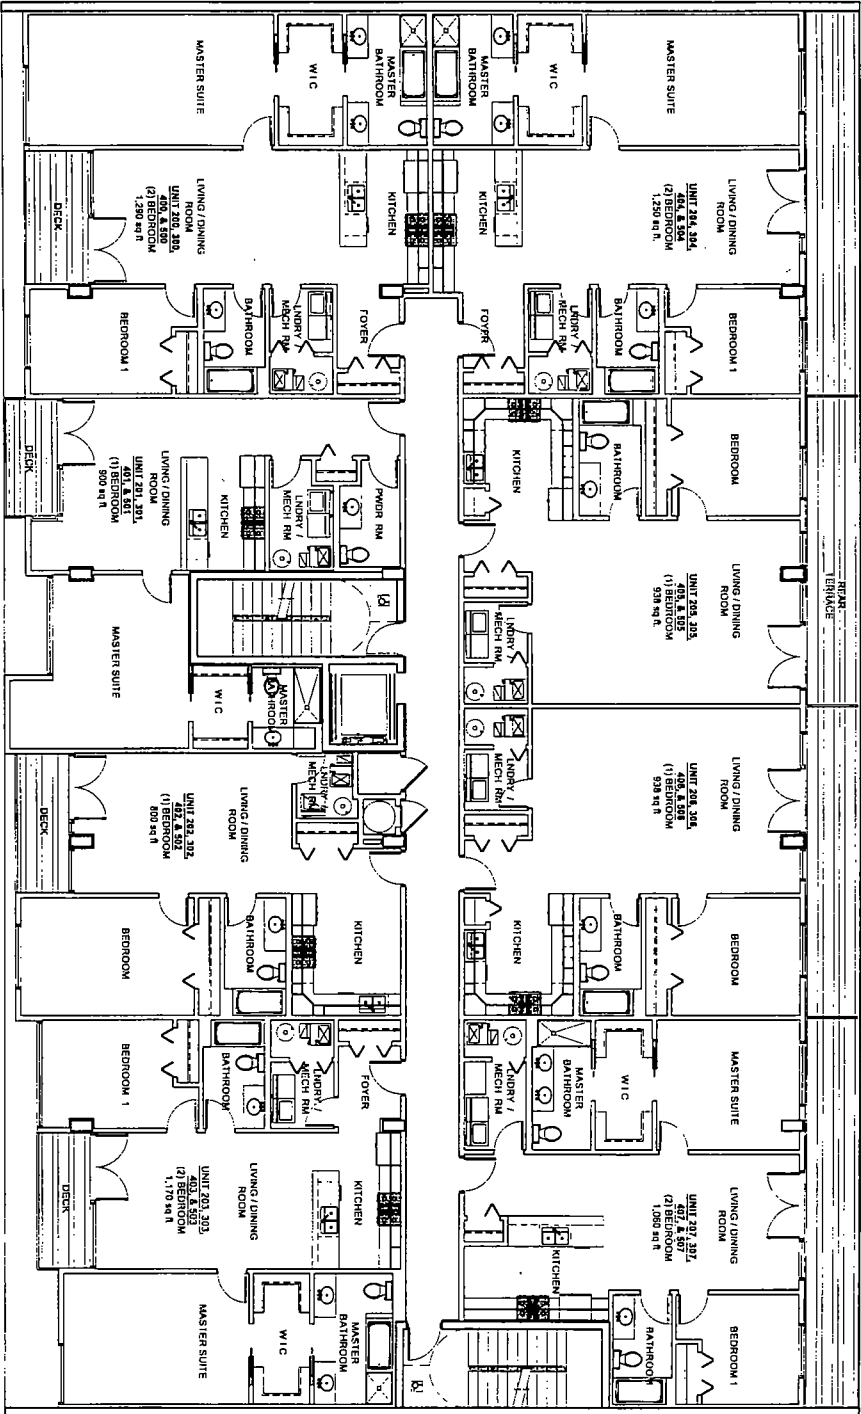 REAR
TERRACE
MASTER SUITE
WIC
MASTER
BATHROOM
LIVING / DINING
ROOM
UNIT 204, 304,
404, & 504
(2) BEDROOM
1,250 sq ft.
KITCHEN
BEDROOM 1
BATHROOM
LNDRY /
MECH RM
FOYER
BEDROOM
BATHROOM
KITCHEN
LIVING / DINING
ROOM
UNIT 205, 305,
405, & 505
(1) BEDROOM
938 sq ft.
LNDRY /
MECH RM
LIVING / DINING
ROOM
UNIT 206, 306,
406, & 506
(1) BEDROOM
938 sq ft
LNDRY /
MECH RM
BEDROOM
BATHROOM
KITCHEN
MASTER SUITE
WIC
MASTER
BATHROOM
LNDRY /
MECH RM
LIVING / DINING
ROOM
UNIT 207, 307,
407, & 507
(2) BEDROOM
1,060 sq ft
KITCHEN
BEDROOM 1
BATHROOM
MASTER
BATHROOM
WIC
MASTER SUITE
KITCHEN
LIVING / DINING
ROOM
UNIT 200, 300,
400, & 500
(2) BEDROOM
1,290 sq ft
DECK
FOYER
LNDRY /
MECH RM
BATHROOM
BEDROOM 1
PWDR RM
LNDRY /
MECH RM
KITCHEN
LIVING / DINING
ROOM
UNIT 201, 301,
401, & 501
(1) BEDROOM
900 sq ft
DECK
MASTER
BATHROOM
WIC
MASTER SUITE
LNDRY /
MECH RM
LIVING / DINING
ROOM
UNIT 202, 302,
402, & 502
(1) BEDROOM
800 sq ft
DECK
KITCHEN
BATHROOM
BEDROOM
FOYER
LNDRY /
MECH RM
BATHROOM
BEDROOM 1
KITCHEN
LIVING / DINING
ROOM
UNIT 203, 303,
403, & 503
(2) BEDROOM
1,170 sq ft
DECK
MASTER
BATHROOM
WIC
MASTER SUITE